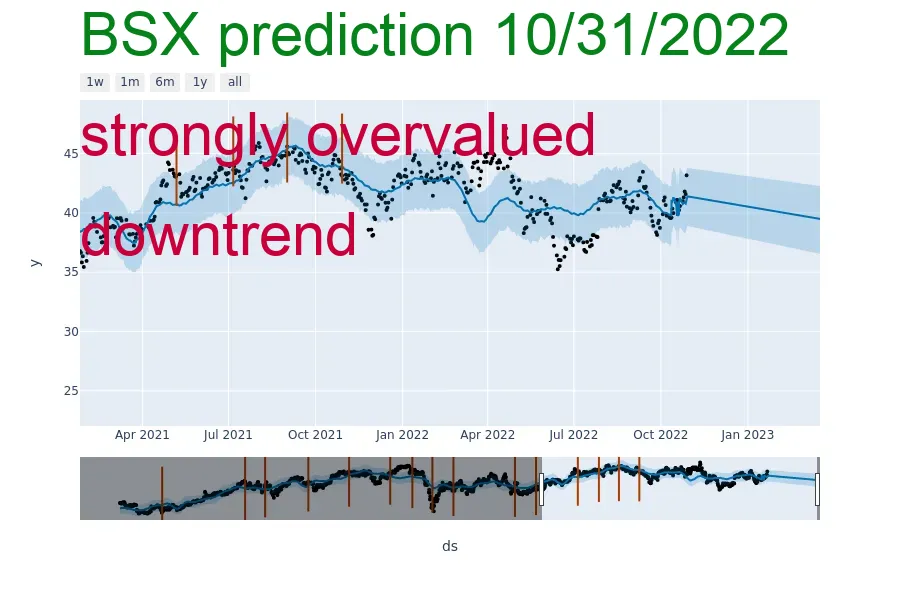 BSX prediction 10/31/2022
1w 1m 6m 1y all
strongly overvalued
45
40
downtrend
y
35
30
25
Apr 2021 Jul 2021 Oct 2021 Jan 2022 Apr 2022 Jul 2022 Oct 2022 Jan 2023
ds